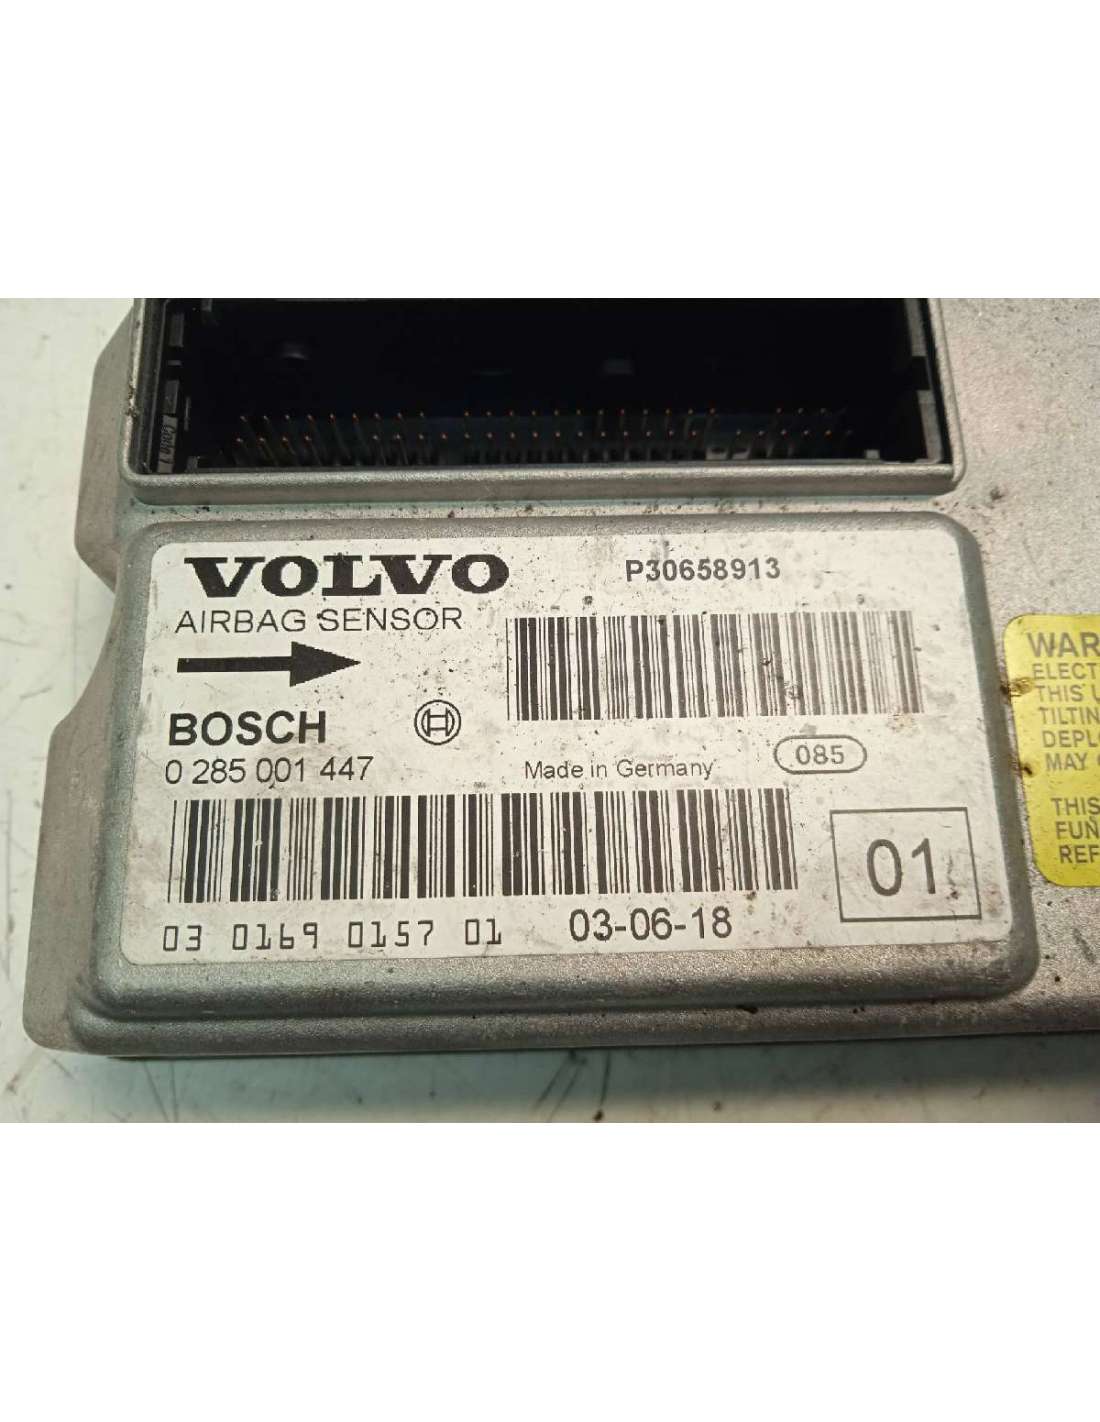 VOLVO
P30658913
AIRBAG SENSOR
BOSCH
0 285 001 447
Made in Germany
085
01
03 0169 0157 01
03-06-18
WAR
ELECT
THIS U
TILTIN
DEPLO
MAY
THIS
FUN
REF